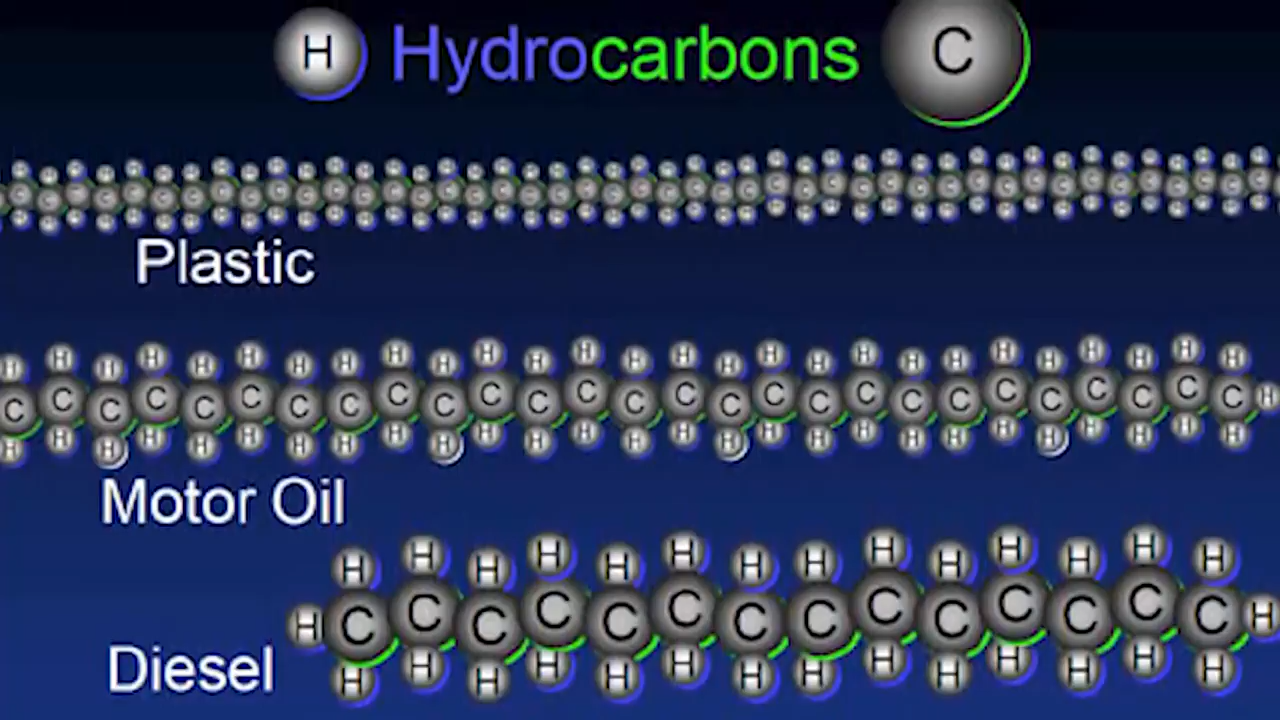 H Hydrocarbons C
Plastic
H H H H H H H H H H H H H H H H H H H H H H H H H H H
C C C C C C C C C C C C C C C C C C C C C C C C C C C H
H H H H H H H H H H H H H H H H H H H H H H H H H H H
Motor Oil
H H H H H H H H H H H H H H
H C C C C C C C C C C C C C C H
H H H H H H H H H H H H H H
Diesel